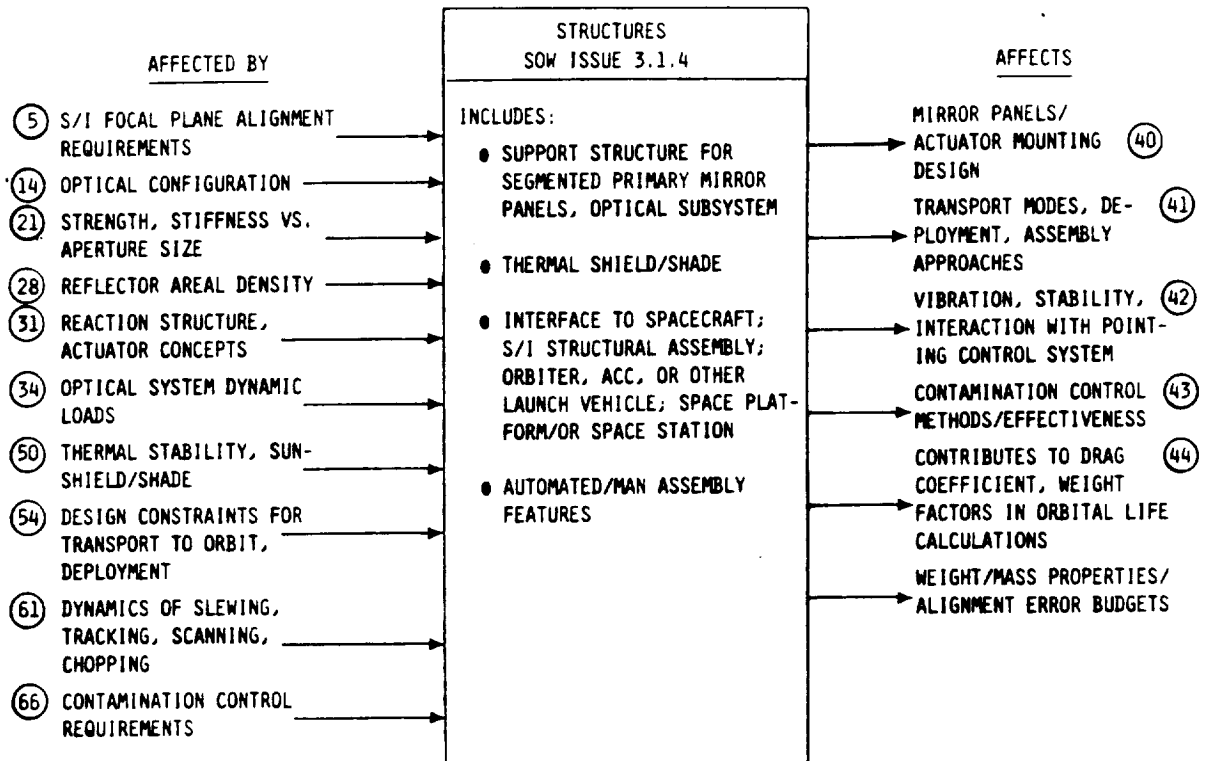 AFFECTED BY
5 S/I FOCAL PLANE ALIGNMENT
REQUIREMENTS
14 OPTICAL CONFIGURATION
21 STRENGTH, STIFFNESS VS.
APERTURE SIZE
28 REFLECTOR AREAL DENSITY
31 REACTION STRUCTURE,
ACTUATOR CONCEPTS
34 OPTICAL SYSTEM DYNAMIC
LOADS
50 THERMAL STABILITY, SUN-
SHIELD/SHADE
54 DESIGN CONSTRAINTS FOR
TRANSPORT TO ORBIT,
DEPLOYMENT
61 DYNAMICS OF SLEWING,
TRACKING, SCANNING,
CHOPPING
66 CONTAMINATION CONTROL
REQUIREMENTS
STRUCTURES
SOW ISSUE 3.1.4
INCLUDES:
● SUPPORT STRUCTURE FOR
SEGMENTED PRIMARY MIRROR
PANELS, OPTICAL SUBSYSTEM
● THERMAL SHIELD/SHADE
● INTERFACE TO SPACECRAFT;
S/I STRUCTURAL ASSEMBLY;
ORBITER, ACC, OR OTHER
LAUNCH VEHICLE; SPACE PLAT-
FORM/OR SPACE STATION
● AUTOMATED/MAN ASSEMBLY
FEATURES
AFFECTS
MIRROR PANELS/
ACTUATOR MOUNTING 40
DESIGN
TRANSPORT MODES, DE- 41
PLOYMENT, ASSEMBLY
APPROACHES
VIBRATION, STABILITY, 42
INTERACTION WITH POINT-
ING CONTROL SYSTEM
CONTAMINATION CONTROL 43
METHODS/EFFECTIVENESS
CONTRIBUTES TO DRAG 44
COEFFICIENT, WEIGHT
FACTORS IN ORBITAL LIFE
CALCULATIONS
WEIGHT/MASS PROPERTIES/
ALIGNMENT ERROR BUDGETS